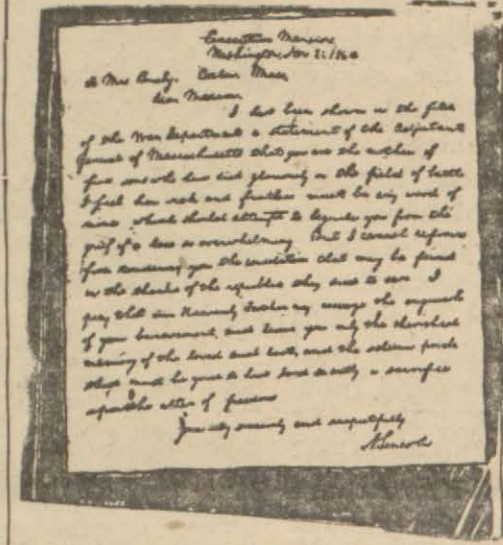 Executive Mansion
Washington, Nov 21, 1864
To Mrs Bixby, Boston Mass,
Dear Madam
I have been shown in the files
of the War Department a statement of the Adjutant
General of Massachusetts that you are the mother of
five sons who have died gloriously on the field of battle
I feel how weak and fruitless must be any word of
mine which should attempt to beguile you from the
grief of a loss so overwhelming But I cannot refrain
from tendering you the consolation that may be found
in the thanks of the republic they died to save I
pray that our Heavenly Father may assuage the anguish
of your bereavement and leave you only the cherished
memory of the loved and lost, and the solemn pride
that must be yours to have laid so costly a sacrifice
upon the altar of freedom
Yours very sincerely and respectfully
A. Lincoln